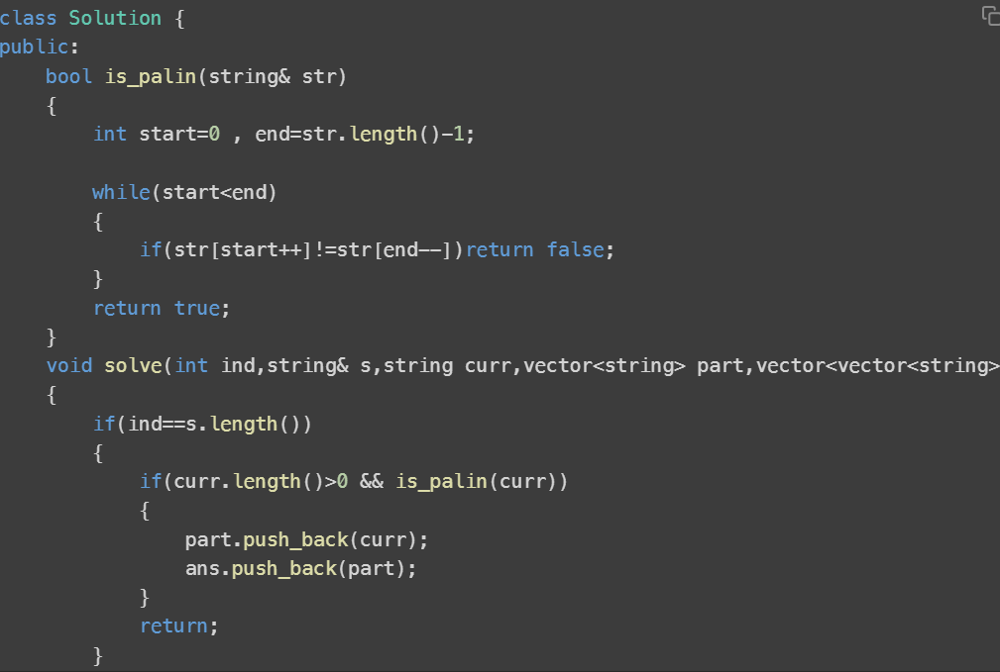 class Solution {
public:
    bool is_palin(string& str)
    {
        int start=0 , end=str.length()-1;
        while(start<end)
        {
            if(str[start++]!=str[end--])return false;
        }
        return true;
    }
    void solve(int ind,string& s,string curr,vector<string> part,vector<vector<string>
    {
        if(ind==s.length())
        {
            if(curr.length()>0 && is_palin(curr))
            {
                part.push_back(curr);
                ans.push_back(part);
            }
            return;
        }